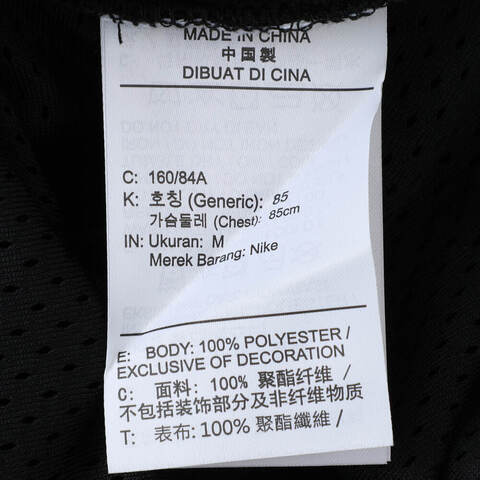 MADE IN CHINA
中国製
DIBUAT DI CINA
C: 160/84A
K: 호칭 (Generic): 85
가슴둘레 (Chest): 85cm
IN: Ukuran: M
Merek Barang: Nike
E: BODY: 100% POLYESTER /
EXCLUSIVE OF DECORATION
C: 面料: 100% 聚酯纤维 /
不包括装饰部分及非纤维物质
T: 表布: 100% 聚酯纖維 /